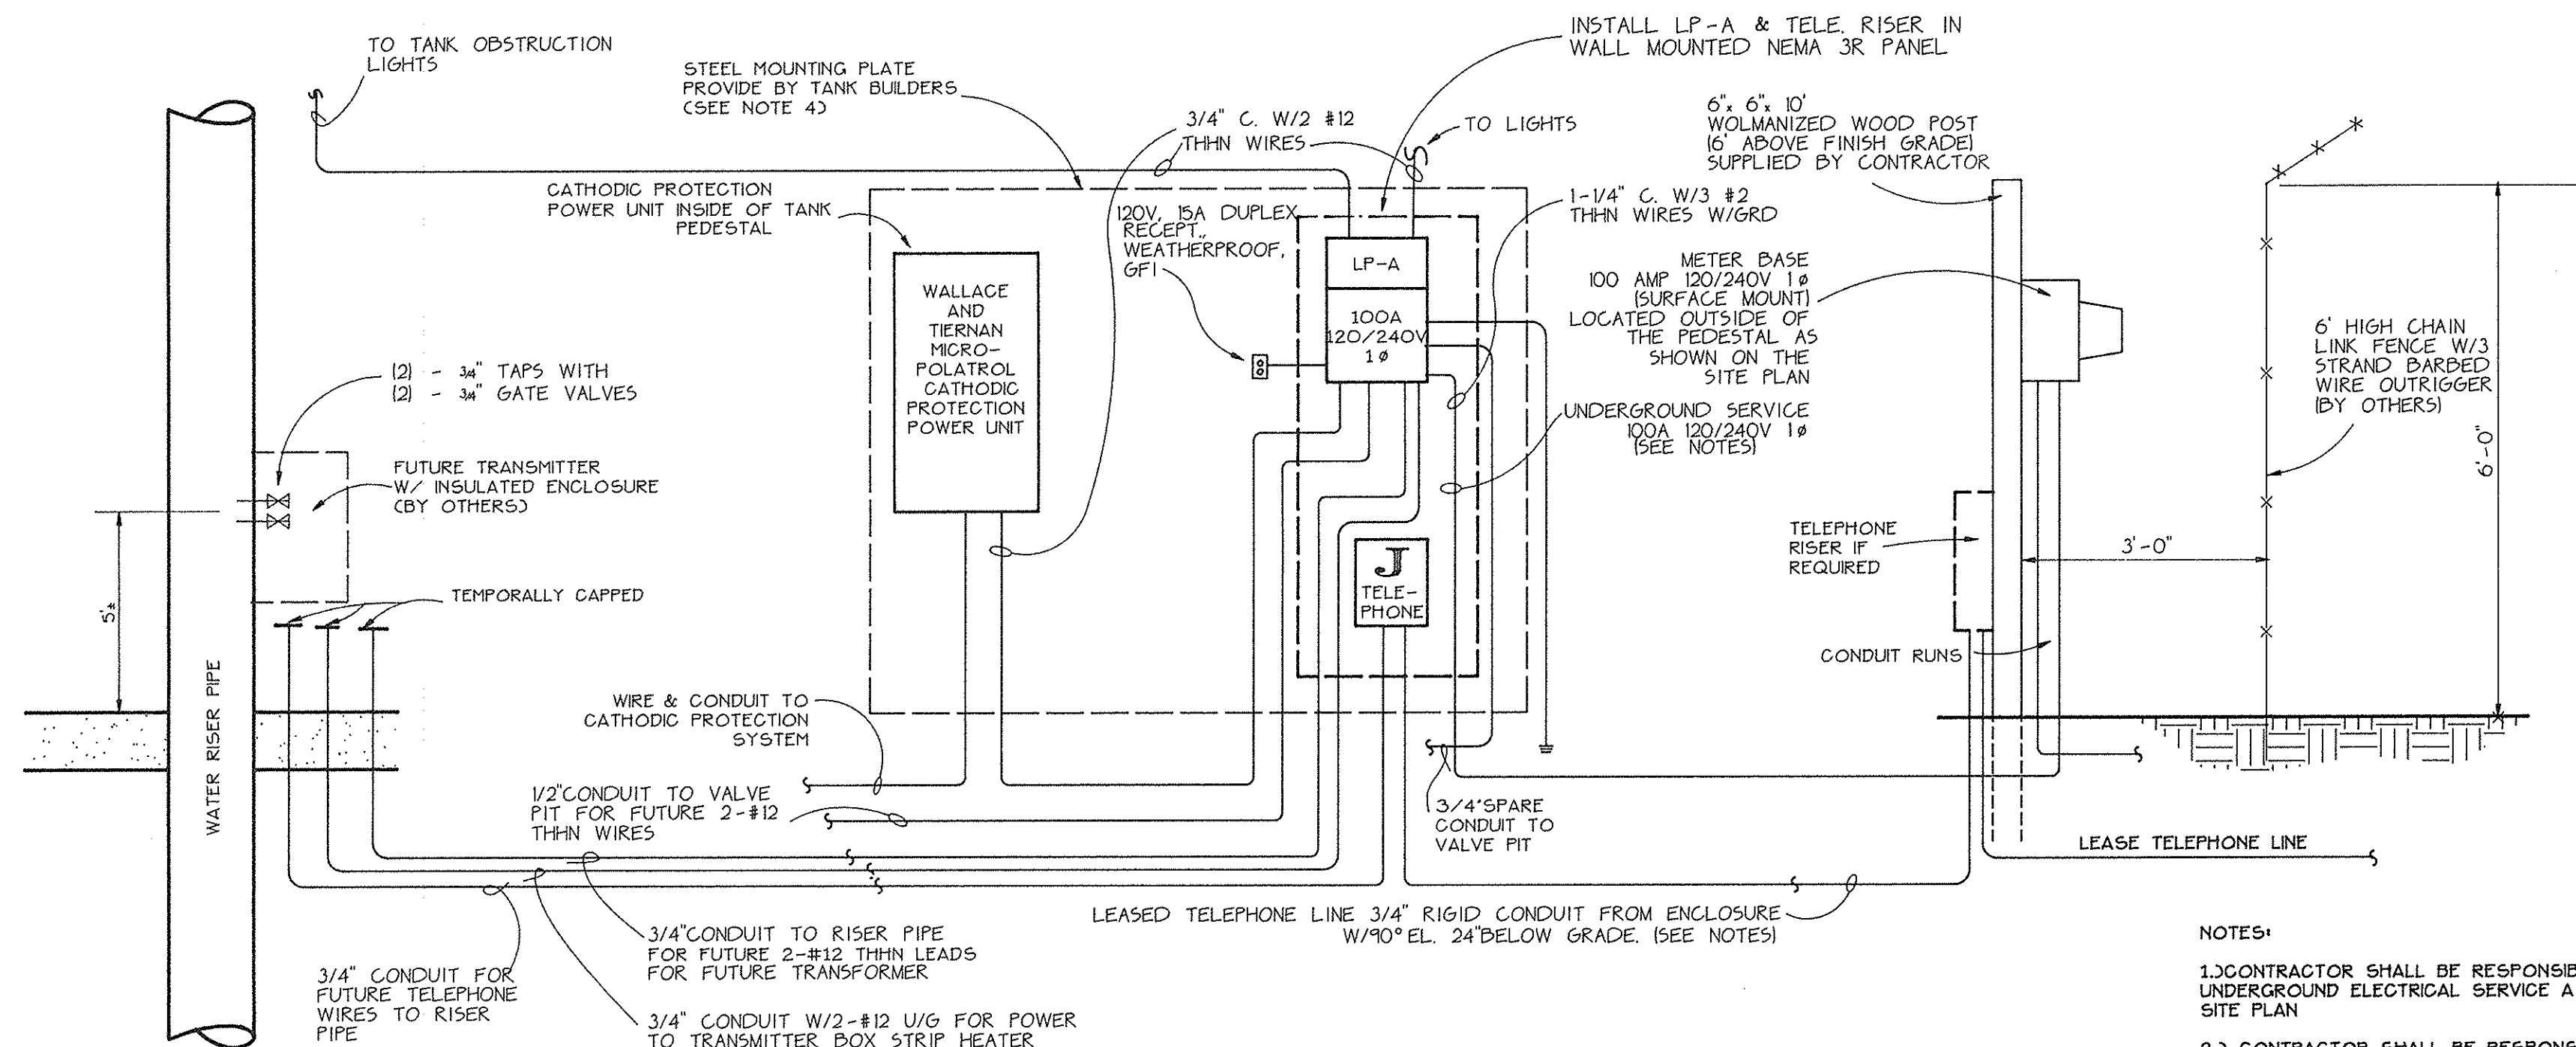 TO TANK OBSTRUCTION
LIGHTS
STEEL MOUNTING PLATE
PROVIDE BY TANK BUILDERS
(SEE NOTE 4)
INSTALL LP-A & TELE. RISER IN
WALL MOUNTED NEMA 3R PANEL
3/4" C. W/2 #12
THHN WIRES
TO LIGHTS
6"x 6"x 10'
WOLMANIZED WOOD POST
(6' ABOVE FINISH GRADE)
SUPPLIED BY CONTRACTOR
CATHODIC PROTECTION
POWER UNIT INSIDE OF TANK
PEDESTAL
120V, 15A DUPLEX
RECEPT.,
WEATHERPROOF,
GFI
1-1/4" C. W/3 #2
THHN WIRES W/GRD
METER BASE
100 AMP 120/240V 1ø
(SURFACE MOUNT)
LOCATED OUTSIDE OF
THE PEDESTAL AS
SHOWN ON THE
SITE PLAN
LP-A
100A
120/240V
1ø
WALLACE
AND
TIERNAN
MICRO-
POLATROL
CATHODIC
PROTECTION
POWER UNIT
6' HIGH CHAIN
LINK FENCE W/3
STRAND BARBED
WIRE OUTRIGGER
(BY OTHERS)
6'-0"
(2) - 3/4" TAPS WITH
(2) - 3/4" GATE VALVES
UNDERGROUND SERVICE
100A 120/240V 1ø
(SEE NOTES)
FUTURE TRANSMITTER
W/ INSULATED ENCLOSURE
(BY OTHERS)
TELEPHONE
RISER IF
REQUIRED
3'-0"
J
TELE-
PHONE
5'±
TEMPORALLY CAPPED
CONDUIT RUNS
WATER RISER PIPE
WIRE & CONDUIT TO
CATHODIC PROTECTION
SYSTEM
1/2"CONDUIT TO VALVE
PIT FOR FUTURE 2-#12
THHN WIRES
3/4"SPARE
CONDUIT TO
VALVE PIT
LEASE TELEPHONE LINE
LEASED TELEPHONE LINE 3/4" RIGID CONDUIT FROM ENCLOSURE
W/90° EL. 24"BELOW GRADE. (SEE NOTES)
3/4"CONDUIT TO RISER PIPE
FOR FUTURE 2-#12 THHN LEADS
FOR FUTURE TRANSFORMER
3/4" CONDUIT FOR
FUTURE TELEPHONE
WIRES TO RISER
PIPE
3/4" CONDUIT W/2-#12 U/G FOR POWER
TO TRANSMITTER BOX STRIP HEATER
NOTES:
1.)CONTRACTOR SHALL BE RESPONSIB
UNDERGROUND ELECTRICAL SERVICE A
SITE PLAN
2.) CONTRACTOR SHALL BE RESPONS